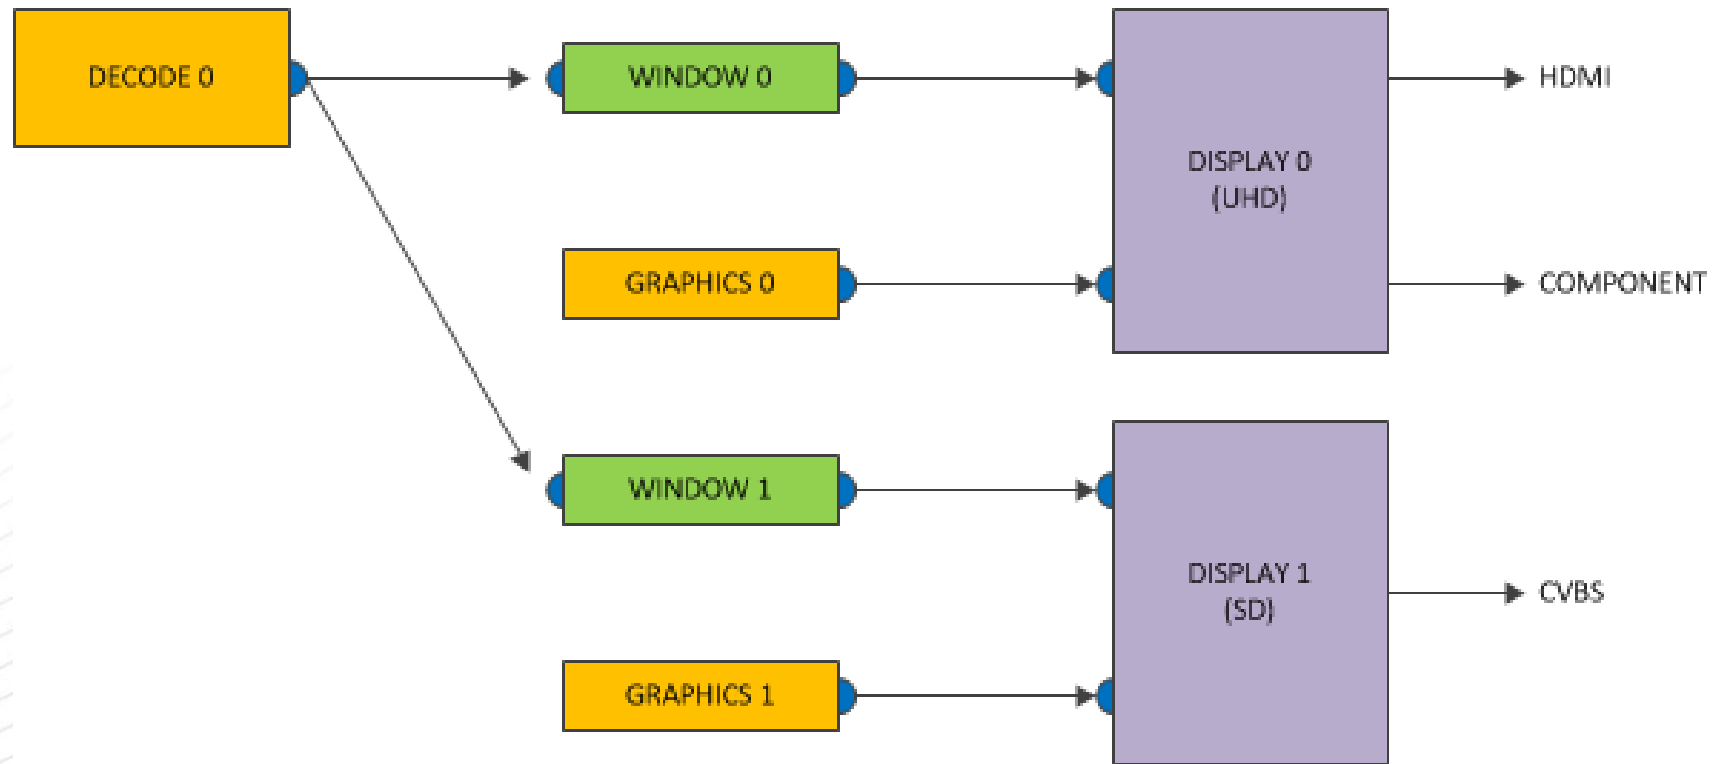 DECODE 0
WINDOW 0
HDMI
DISPLAY 0
(UHD)
GRAPHICS 0
COMPONENT
WINDOW 1
DISPLAY 1
(SD)
CVBS
GRAPHICS 1